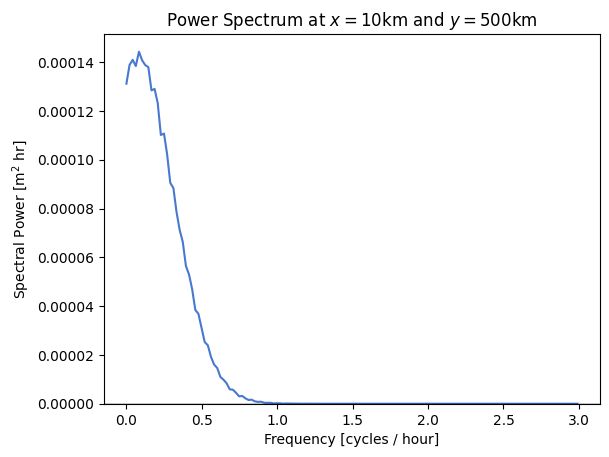 Power Spectrum at x = 10km and y = 500km
Spectral Power [m² hr]
0.00014
0.00012
0.00010
0.00008
0.00006
0.00004
0.00002
0.00000
0.0 0.5 1.0 1.5 2.0 2.5 3.0
Frequency [cycles / hour]